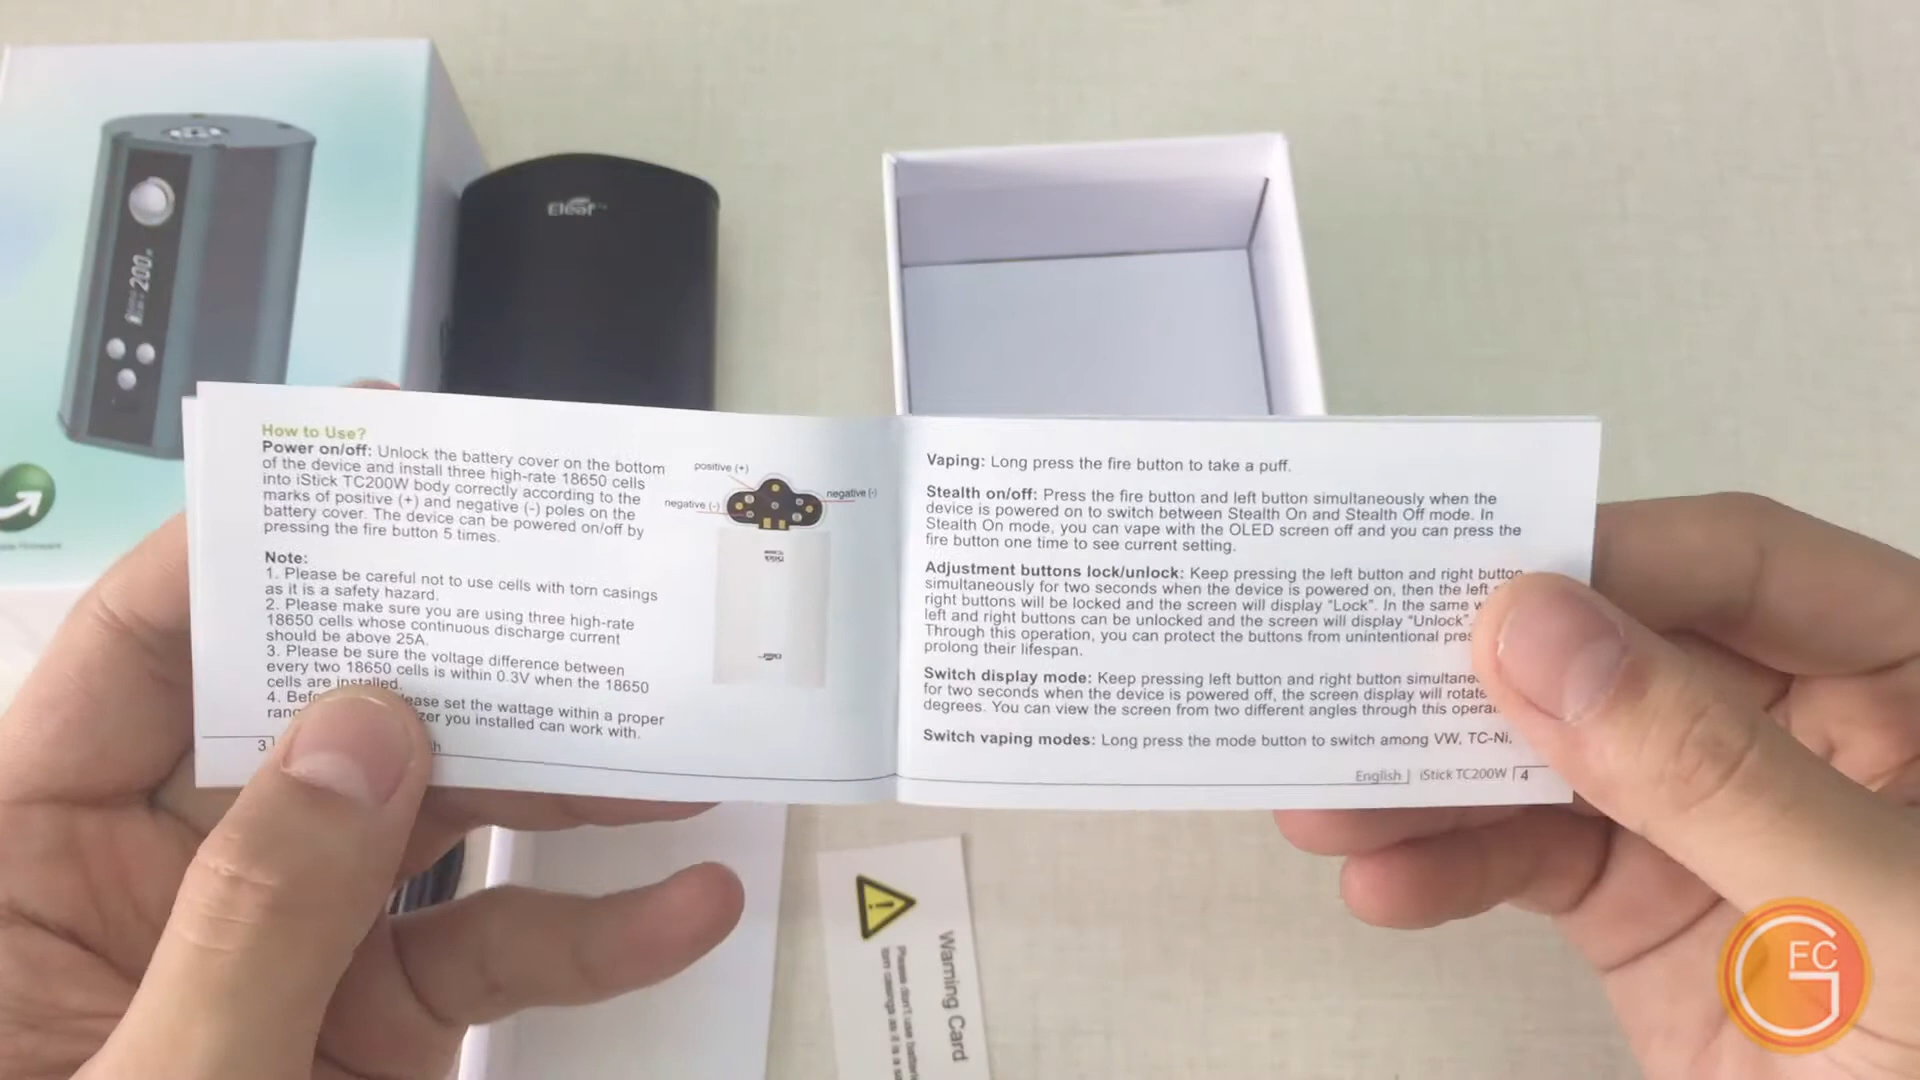 Eleaf
200
How to Use?
Power on/off: Unlock the battery cover on the bottom
of the device and install three high-rate 18650 cells
into iStick TC200W body correctly according to the
marks of positive (+) and negative (-) poles on the
battery cover. The device can be powered on/off by
pressing the fire button 5 times.
Note:
1. Please be careful not to use cells with torn casings
as it is a safety hazard.
2. Please make sure you are using three high-rate
18650 cells whose continuous discharge current
should be above 25A.
3. Please be sure the voltage difference between
every two 18650 cells is within 0.3V when the 18650
cells are installed.
4. set the wattage within a proper
you installed can work with.
3
positive (+)
negative (-)
negative (-)
Vaping: Long press the fire button to take a puff.
Stealth on/off: Press the fire button and left button simultaneously when the
device is powered on to switch between Stealth On and Stealth Off mode. In
Stealth On mode, you can vape with the OLED screen off and you can press the
fire button one time to see current setting.
Adjustment buttons lock/unlock: Keep pressing the left button and right button
simultaneously for two seconds when the device is powered on, then the left
right buttons will be locked and the screen will display "Lock". In the same
left and right buttons can be unlocked and the screen will display "Unlock".
Through this operation, you can protect the buttons from unintentional
prolong their lifespan.
Switch display mode: Keep pressing left button and right button
for two seconds when the device is powered off, the screen display will rotate
degrees. You can view the screen from two different angles through this
Switch vaping modes: Long press the mode button to switch among VW, TC-Ni,
English iStick TC200W 4
Warning Card
Please don't use
torn casings as it is a
FC
G